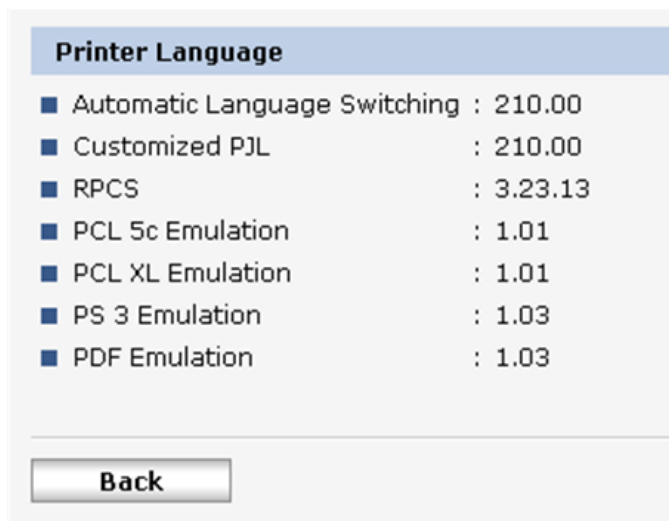 Printer Language
Automatic Language Switching : 210.00
Customized PJL : 210.00
RPCS : 3.23.13
PCL 5c Emulation : 1.01
PCL XL Emulation : 1.01
PS 3 Emulation : 1.03
PDF Emulation : 1.03
Back